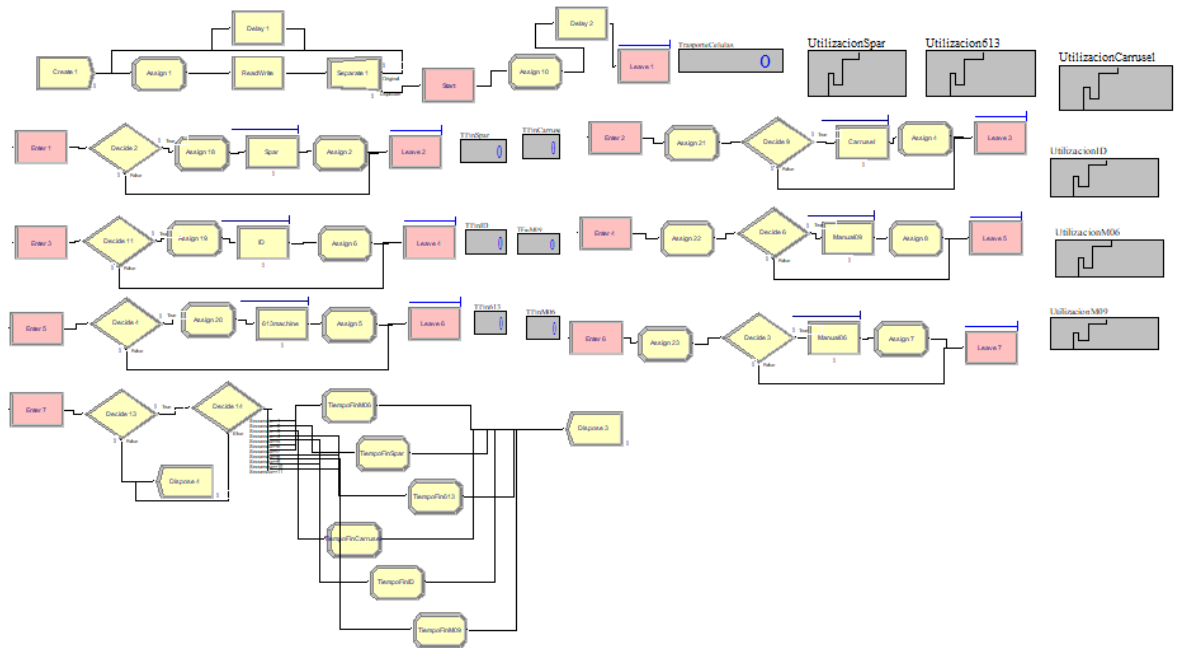 Delay 1
Delay 2
Create 1
Assign 1
ReadWrite
Separate 1
Original
Start
Assign 10
Leave 1
TrasporteCelulas
0
UtilizacionSpar
Utilizacion613
UtilizacionCarrusel
Enter 1
Decide 2
True
False
Assign 18
Spar
Assign 2
Leave 2
TFinSpar
0
0
Enter 2
Assign 21
Decide 9
True
False
Carrusel
Assign 4
Leave 3
UtilizacionID
Enter 3
Decide 11
True
False
Assign 19
ID
Assign 6
Leave 4
TFinID
0
0
Enter 4
Assign 22
Decide 6
True
False
Manual09
Assign 8
Leave 5
UtilizacionM06
Enter 5
Decide 4
True
False
Assign 20
613machine
Assign 5
Leave 6
TFin613
0
TFinM06
0
Enter 6
Assign 23
Decide 3
True
False
Manual06
Assign 7
Leave 7
UtilizacionM09
Enter 7
Decide 13
True
False
Decide 14
Else
Dispose 4
TiempoFinM06
TiempoFinSpar
TiempoFin613
TiempoFinCarrusel
TiempoFinID
TiempoFinM09
Dispose 3